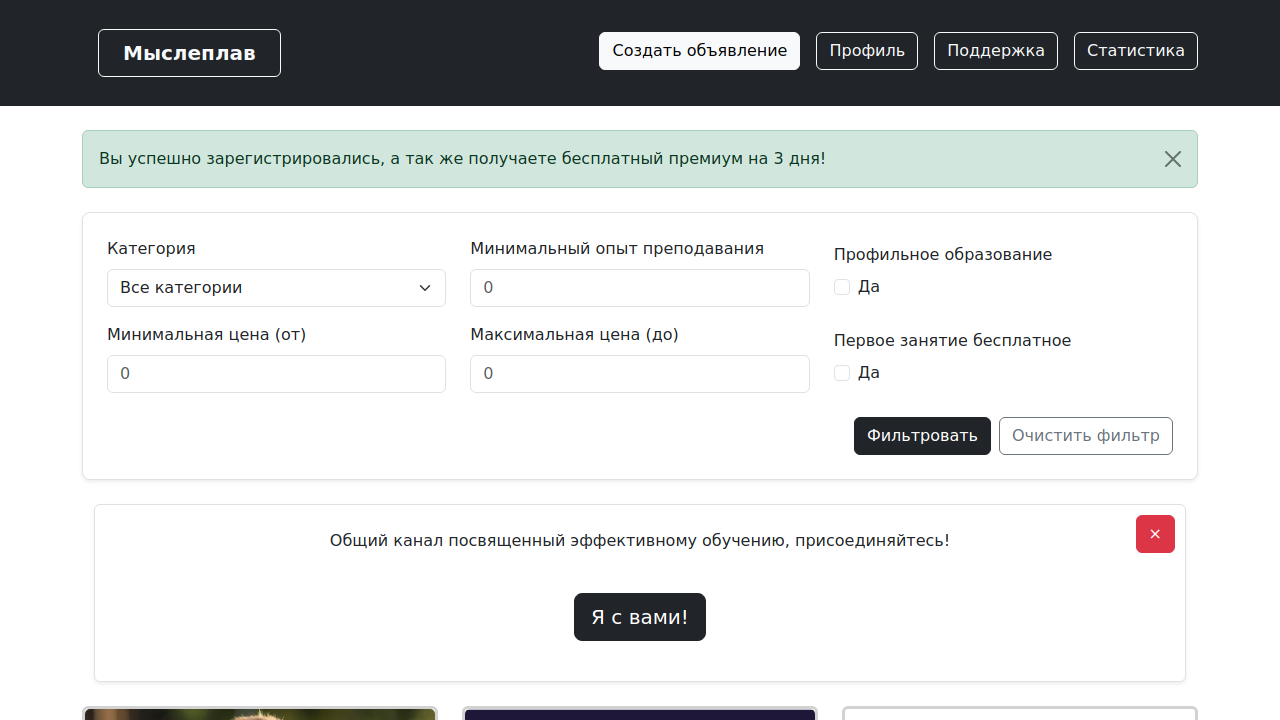 Мыслеплав
Создать объявление
Профиль
Поддержка
Статистика
Вы успешно зарегистрировались, а так же получаете бесплатный премиум на 3 дня!
Категория
Все категории
Минимальный опыт преподавания
0
Профильное образование
Да
Минимальная цена (от)
0
Максимальная цена (до)
0
Первое занятие бесплатное
Да
Фильтровать
Очистить фильтр
Общий канал посвященный эффективному обучению, присоединяйтесь!
×
Я с вами!